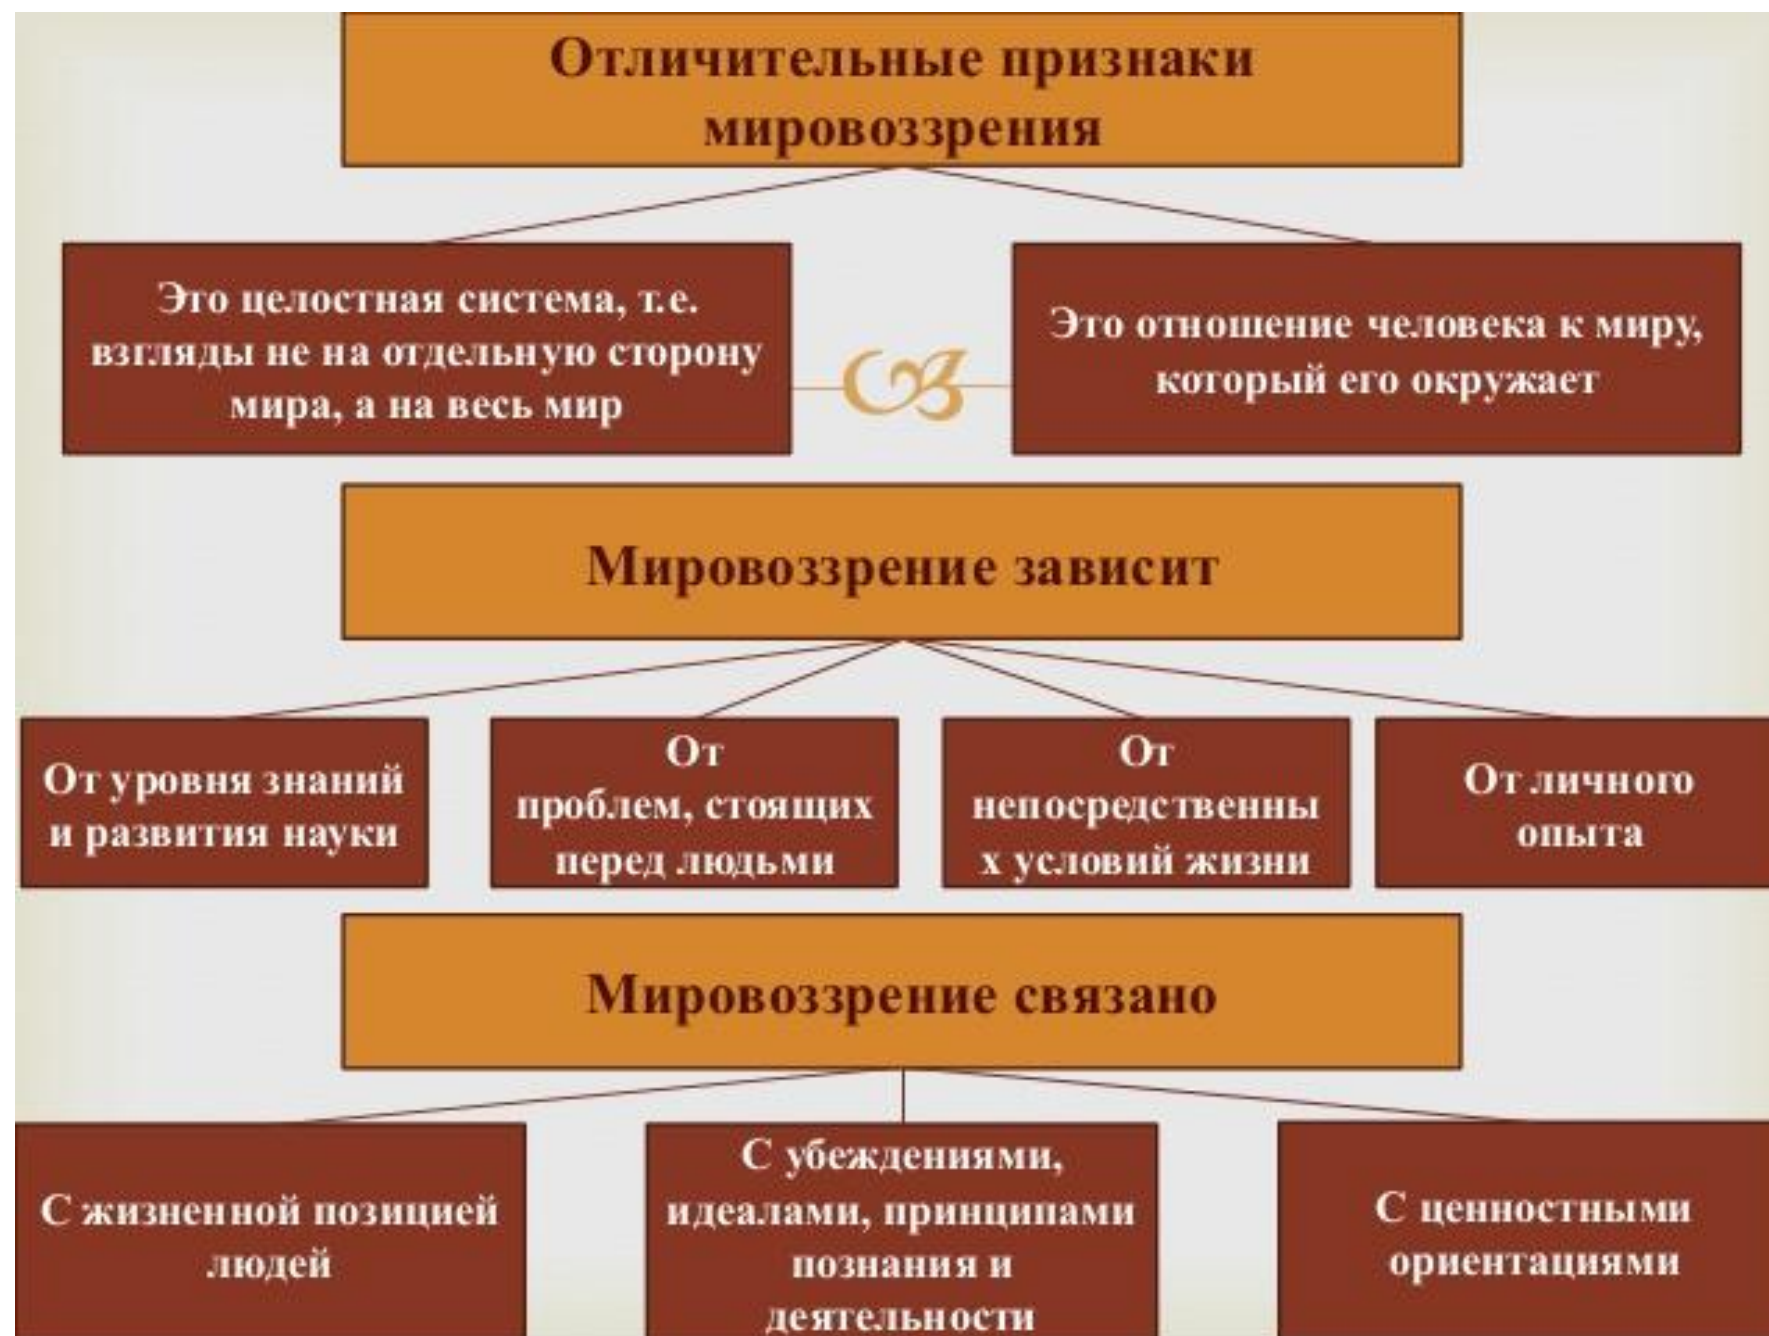 Отличительные признаки
мировоззрения
Это целостная система, т.е.
взгляды не на отдельную сторону
мира, а на весь мир
Это отношение человека к миру,
который его окружает
Мировоззрение зависит
От уровня знаний
и развития науки
От
проблем, стоящих
перед людьми
От
непосредственны
х условий жизни
От личного
опыта
Мировоззрение связано
С жизненной позицией
людей
С убеждениями,
идеалами, принципами
познания и
деятельности
С ценностными
ориентациями